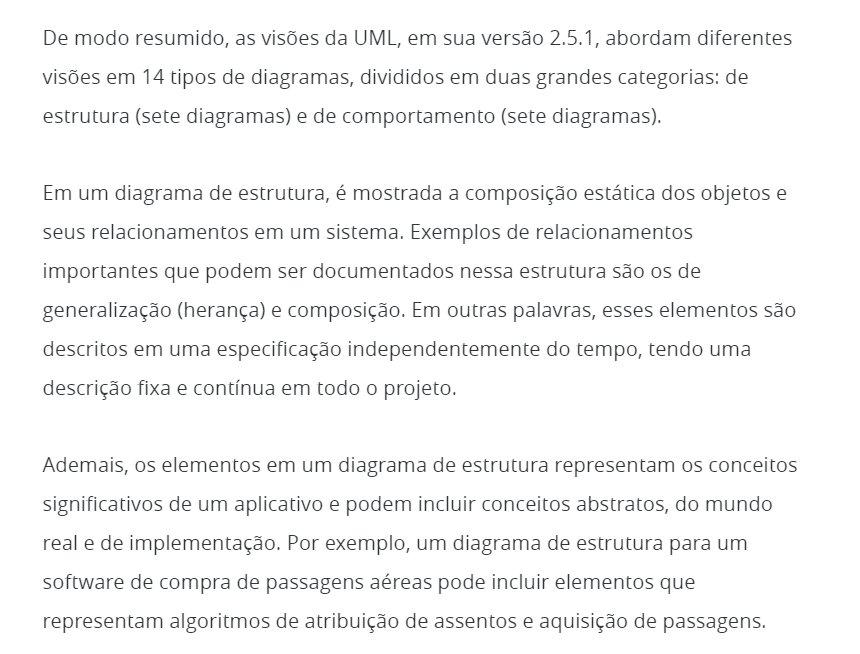 De modo resumido, as visões da UML, em sua versão 2.5.1, abordam diferentes
visões em 14 tipos de diagramas, divididos em duas grandes categorias: de
estrutura (sete diagramas) e de comportamento (sete diagramas).
Em um diagrama de estrutura, é mostrada a composição estática dos objetos e
seus relacionamentos em um sistema. Exemplos de relacionamentos
importantes que podem ser documentados nessa estrutura são os de
generalização (herança) e composição. Em outras palavras, esses elementos são
descritos em uma especificação independentemente do tempo, tendo uma
descrição fixa e contínua em todo o projeto.
Ademais, os elementos em um diagrama de estrutura representam os conceitos
significativos de um aplicativo e podem incluir conceitos abstratos, do mundo
real e de implementação. Por exemplo, um diagrama de estrutura para um
software de compra de passagens aéreas pode incluir elementos que
representam algoritmos de atribuição de assentos e aquisição de passagens.